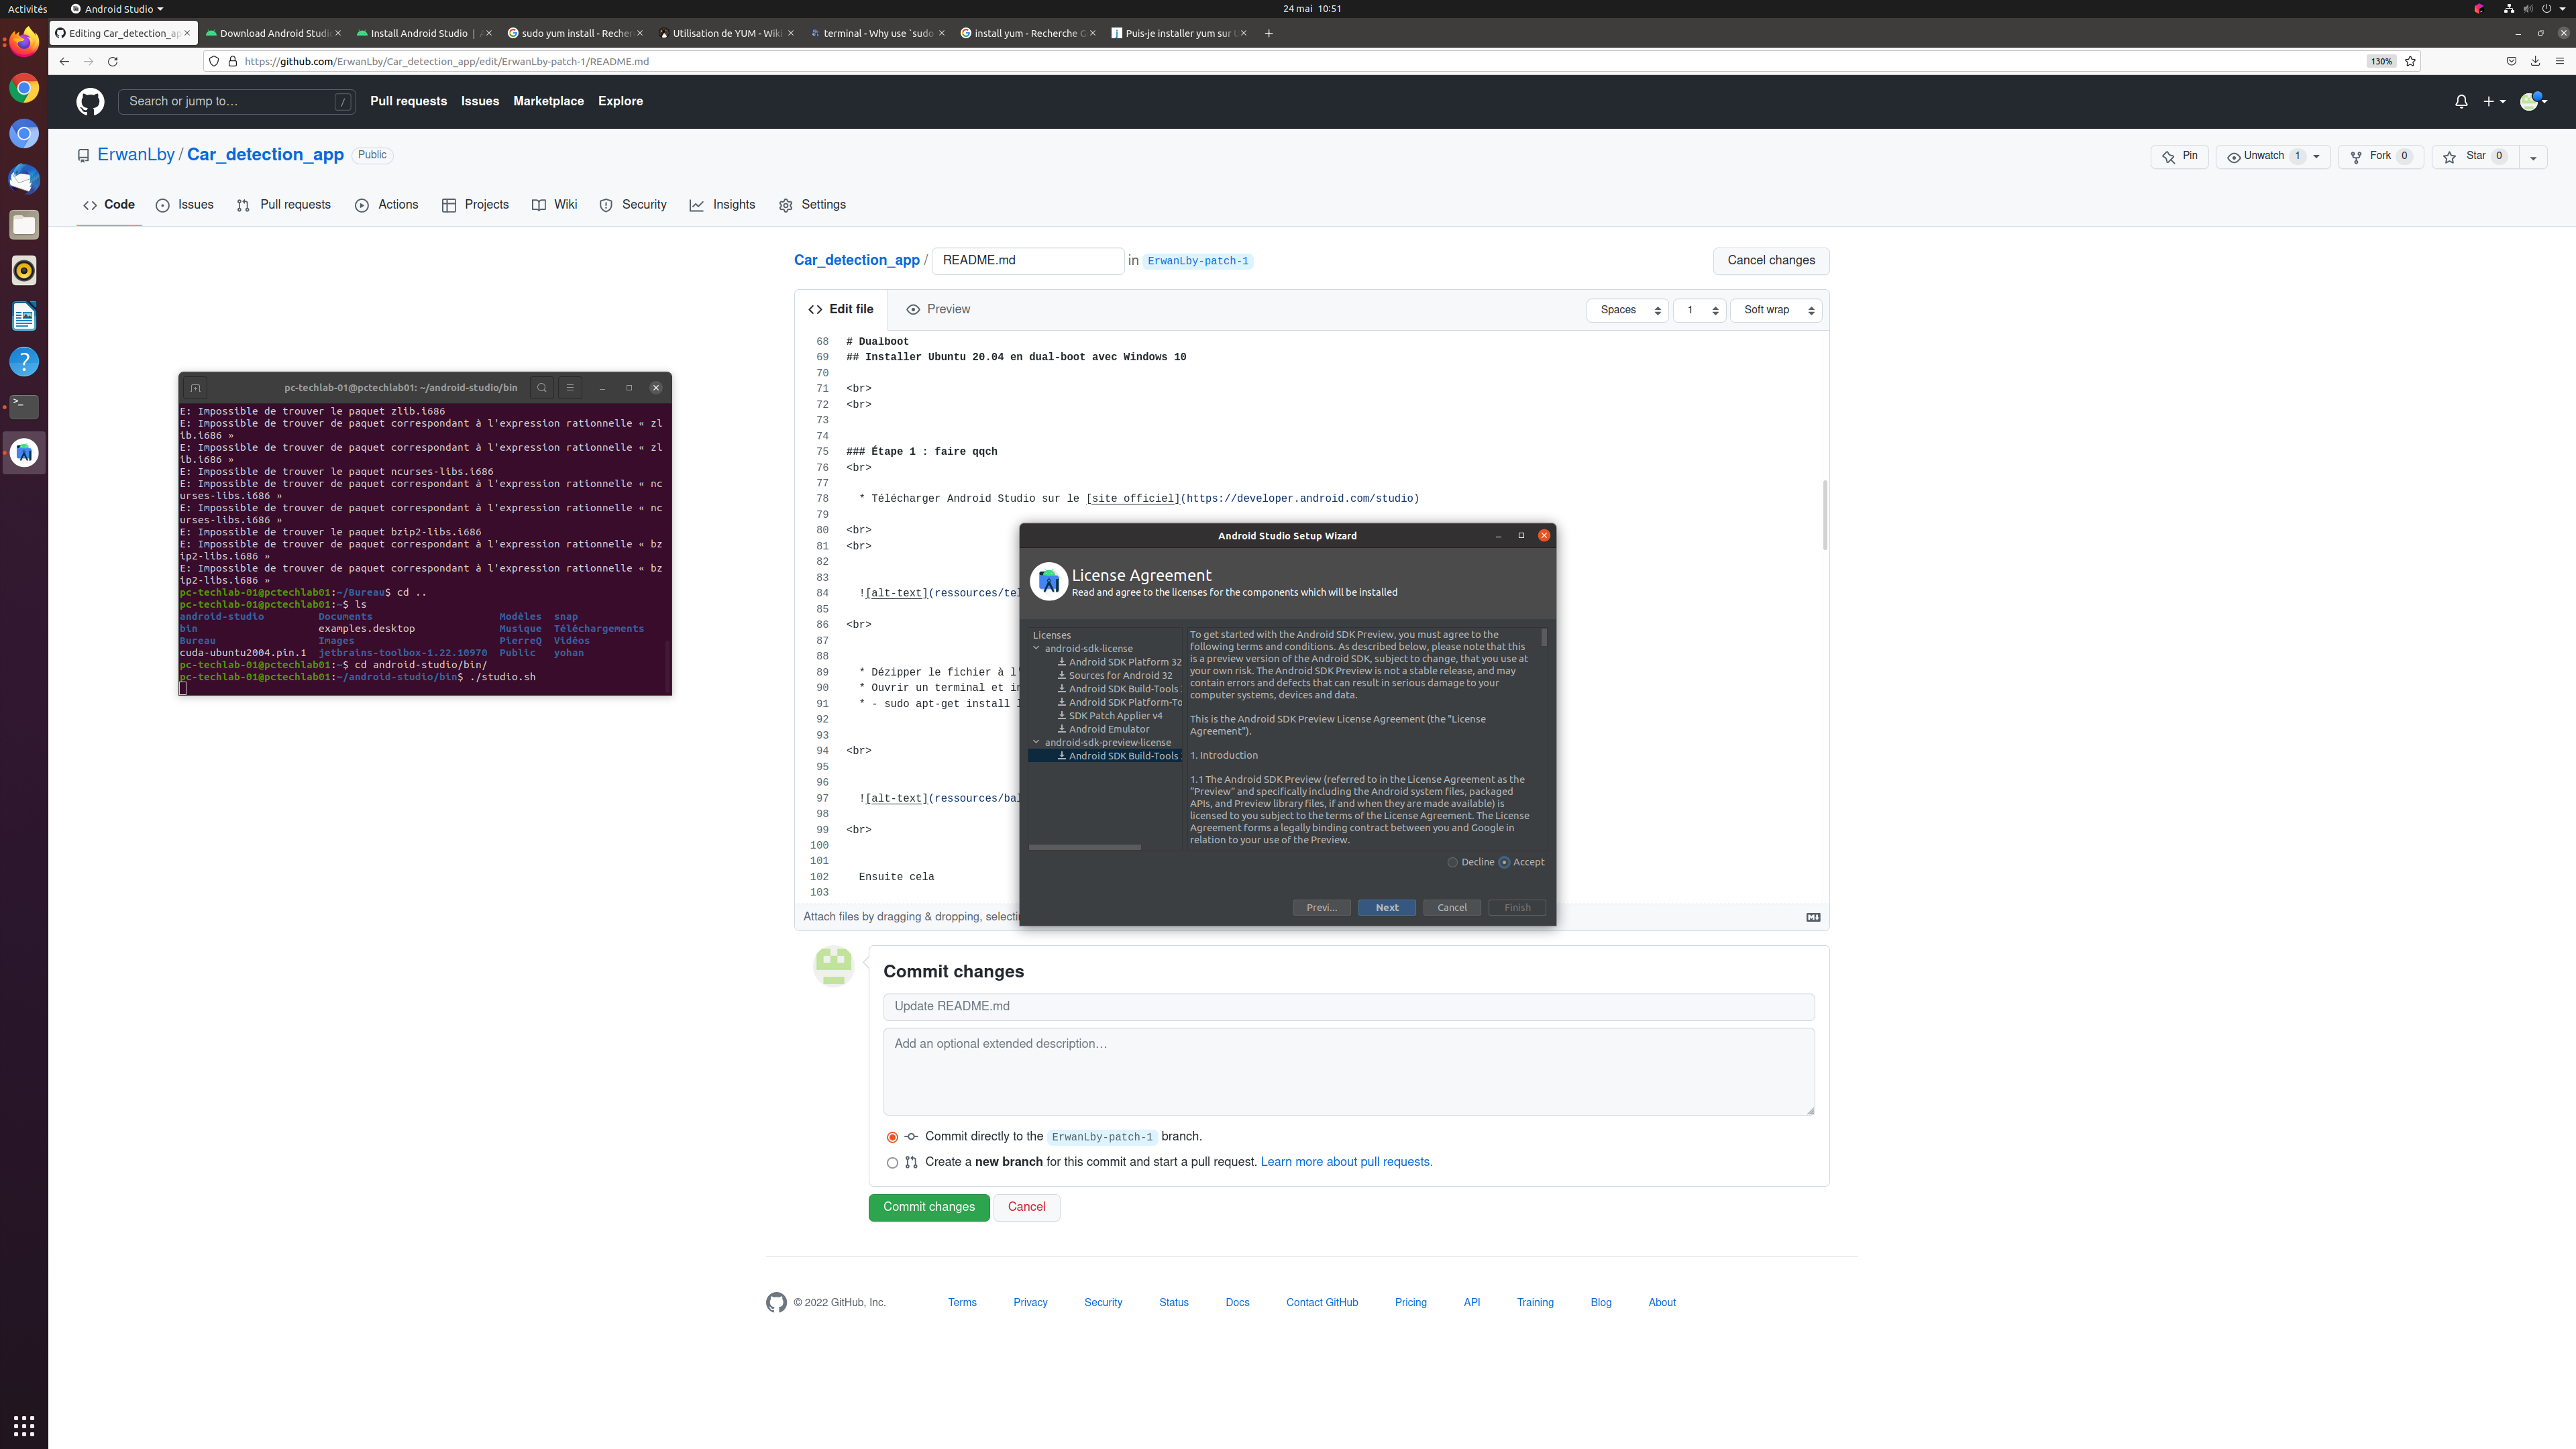 Activités
Android Studio
24 mai 10:51
Editing Car_detection_ap
Download Android Studi
Install Android Studio | A
sudo yum install - Recher
Utilisation de YUM - Wiki
terminal - Why use `sudo
install yum - Recherche G
Puis-je installer yum sur U
https://github.com/ErwanLby/Car_detection_app/edit/ErwanLby-patch-1/README.md
130%
Search or jump to…
/
Pull requests
Issues
Marketplace
Explore
ErwanLby / Car_detection_app
Public
Pin
Unwatch 1
Fork 0
Star 0
Code
Issues
Pull requests
Actions
Projects
Wiki
Security
Insights
Settings
Car_detection_app / README.md in ErwanLby-patch-1
Cancel changes
Edit file
Preview
Spaces
1
Soft wrap
68 # Dualboot
69 ## Installer Ubuntu 20.04 en dual-boot avec Windows 10
70
71 <br>
72 <br>
73
74
75 ### Étape 1 : faire qqch
76 <br>
77
78 * Télécharger Android Studio sur le [site officiel](https://developer.android.com/studio)
79
80 <br>
81 <br>
82
83
84 ![alt-text](ressources/tel
85
86 <br>
87
88
89 * Dézipper le fichier à l'
90 * Ouvrir un terminal et in
91 * - sudo apt-get install l
92
93
94 <br>
95
96
97 ![alt-text](ressources/bal
98
99 <br>
100
101
102 Ensuite cela
103
Attach files by dragging & dropping, selectin
pc-techlab-01@pctechlab01: ~/android-studio/bin
E: Impossible de trouver le paquet zlib.i686
E: Impossible de trouver de paquet correspondant à l'expression rationnelle « zl
ib.i686 »
E: Impossible de trouver de paquet correspondant à l'expression rationnelle « zl
ib.i686 »
E: Impossible de trouver le paquet ncurses-libs.i686
E: Impossible de trouver de paquet correspondant à l'expression rationnelle « nc
urses-libs.i686 »
E: Impossible de trouver de paquet correspondant à l'expression rationnelle « nc
urses-libs.i686 »
E: Impossible de trouver le paquet bzip2-libs.i686
E: Impossible de trouver de paquet correspondant à l'expression rationnelle « bz
ip2-libs.i686 »
E: Impossible de trouver de paquet correspondant à l'expression rationnelle « bz
ip2-libs.i686 »
pc-techlab-01@pctechlab01:~/Bureau$ cd ..
pc-techlab-01@pctechlab01:~$ ls
android-studio Documents Modèles snap
bin examples.desktop Musique Téléchargements
Bureau Images PierreQ Vidéos
cuda-ubuntu2004.pin.1 jetbrains-toolbox-1.22.10970 Public yohan
pc-techlab-01@pctechlab01:~$ cd android-studio/bin/
pc-techlab-01@pctechlab01:~/android-studio/bin$ ./studio.sh
Android Studio Setup Wizard
License Agreement
Read and agree to the licenses for the components which will be installed
Licenses
android-sdk-license
Android SDK Platform 32
Sources for Android 32
Android SDK Build-Tools
Android SDK Platform-To
SDK Patch Applier v4
Android Emulator
android-sdk-preview-license
Android SDK Build-Tools
To get started with the Android SDK Preview, you must agree to the
following terms and conditions. As described below, please note that this
is a preview version of the Android SDK, subject to change, that you use at
your own risk. The Android SDK Preview is not a stable release, and may
contain errors and defects that can result in serious damage to your
computer systems, devices and data.
This is the Android SDK Preview License Agreement (the "License
Agreement").
1. Introduction
1.1 The Android SDK Preview (referred to in the License Agreement as the
"Preview" and specifically including the Android system files, packaged
APIs, and Preview library files, if and when they are made available) is
licensed to you subject to the terms of the License Agreement. The License
Agreement forms a legally binding contract between you and Google in
relation to your use of the Preview.
Decline
Accept
Previ...
Next
Cancel
Finish
Commit changes
Update README.md
Add an optional extended description…
Commit directly to the ErwanLby-patch-1 branch.
Create a new branch for this commit and start a pull request. Learn more about pull requests.
Commit changes
Cancel
© 2022 GitHub, Inc.
Terms
Privacy
Security
Status
Docs
Contact GitHub
Pricing
API
Training
Blog
About